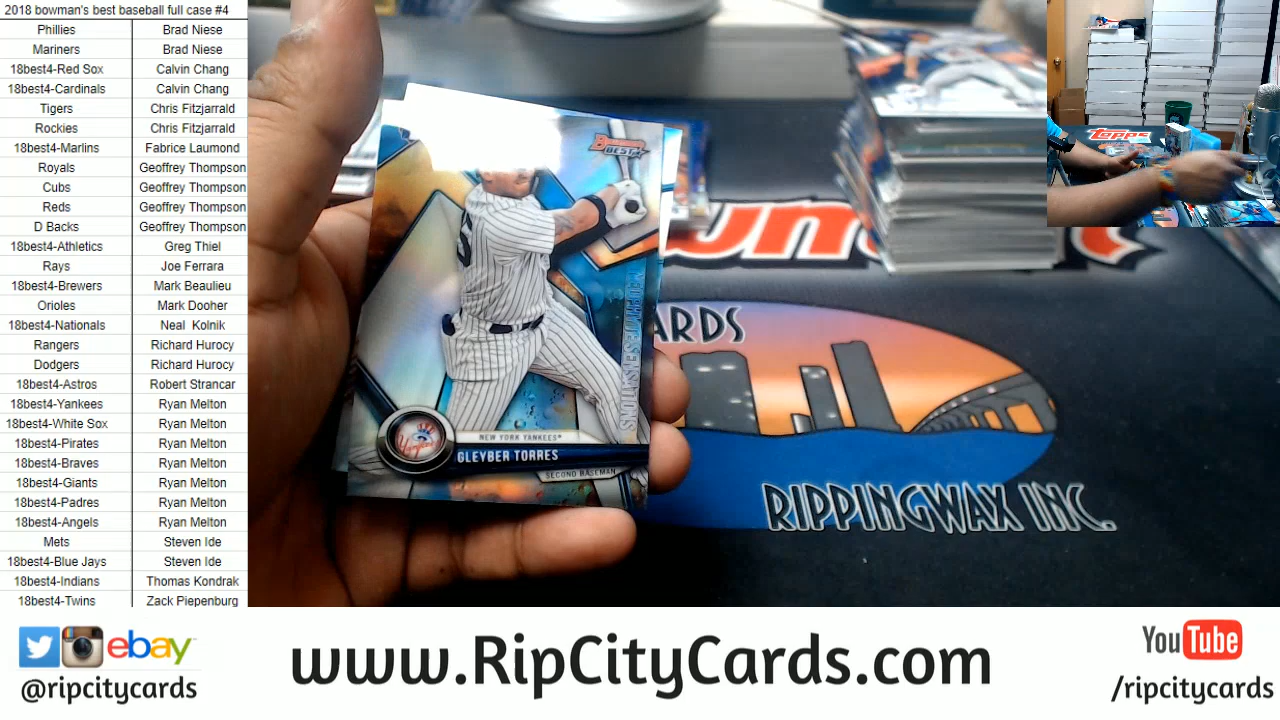 2018 bowman's best baseball full case #4
Phillies Brad Niese
Mariners Brad Niese
18best4-Red Sox Calvin Chang
18best4-Cardinals Calvin Chang
Tigers Chris Fitzjarrald
Rockies Chris Fitzjarrald
18best4-Marlins Fabrice Laumond
Royals Geoffrey Thompson
Cubs Geoffrey Thompson
Reds Geoffrey Thompson
D Backs Geoffrey Thompson
18best4-Athletics Greg Thiel
Rays Joe Ferrara
18best4-Brewers Mark Beaulieu
Orioles Mark Dooher
18best4-Nationals Neal Kolnik
Rangers Richard Hurocy
Dodgers Richard Hurocy
18best4-Astros Robert Strancar
18best4-Yankees Ryan Melton
18best4-White Sox Ryan Melton
18best4-Pirates Ryan Melton
18best4-Braves Ryan Melton
18best4-Giants Ryan Melton
18best4-Padres Ryan Melton
18best4-Angels Ryan Melton
Mets Steven Ide
18best4-Blue Jays Steven Ide
18best4-Indians Thomas Kondrak
18best4-Twins Zack Piepenburg
Bowman's
BEST
NEW YORK YANKEES
GLEYBER TORRES
SECOND BASEMAN
Topps
ARDS
RIPPINGWAX INC.
ebay
@ripcitycards
www.RipCityCards.com
YouTube
/ripcitycards